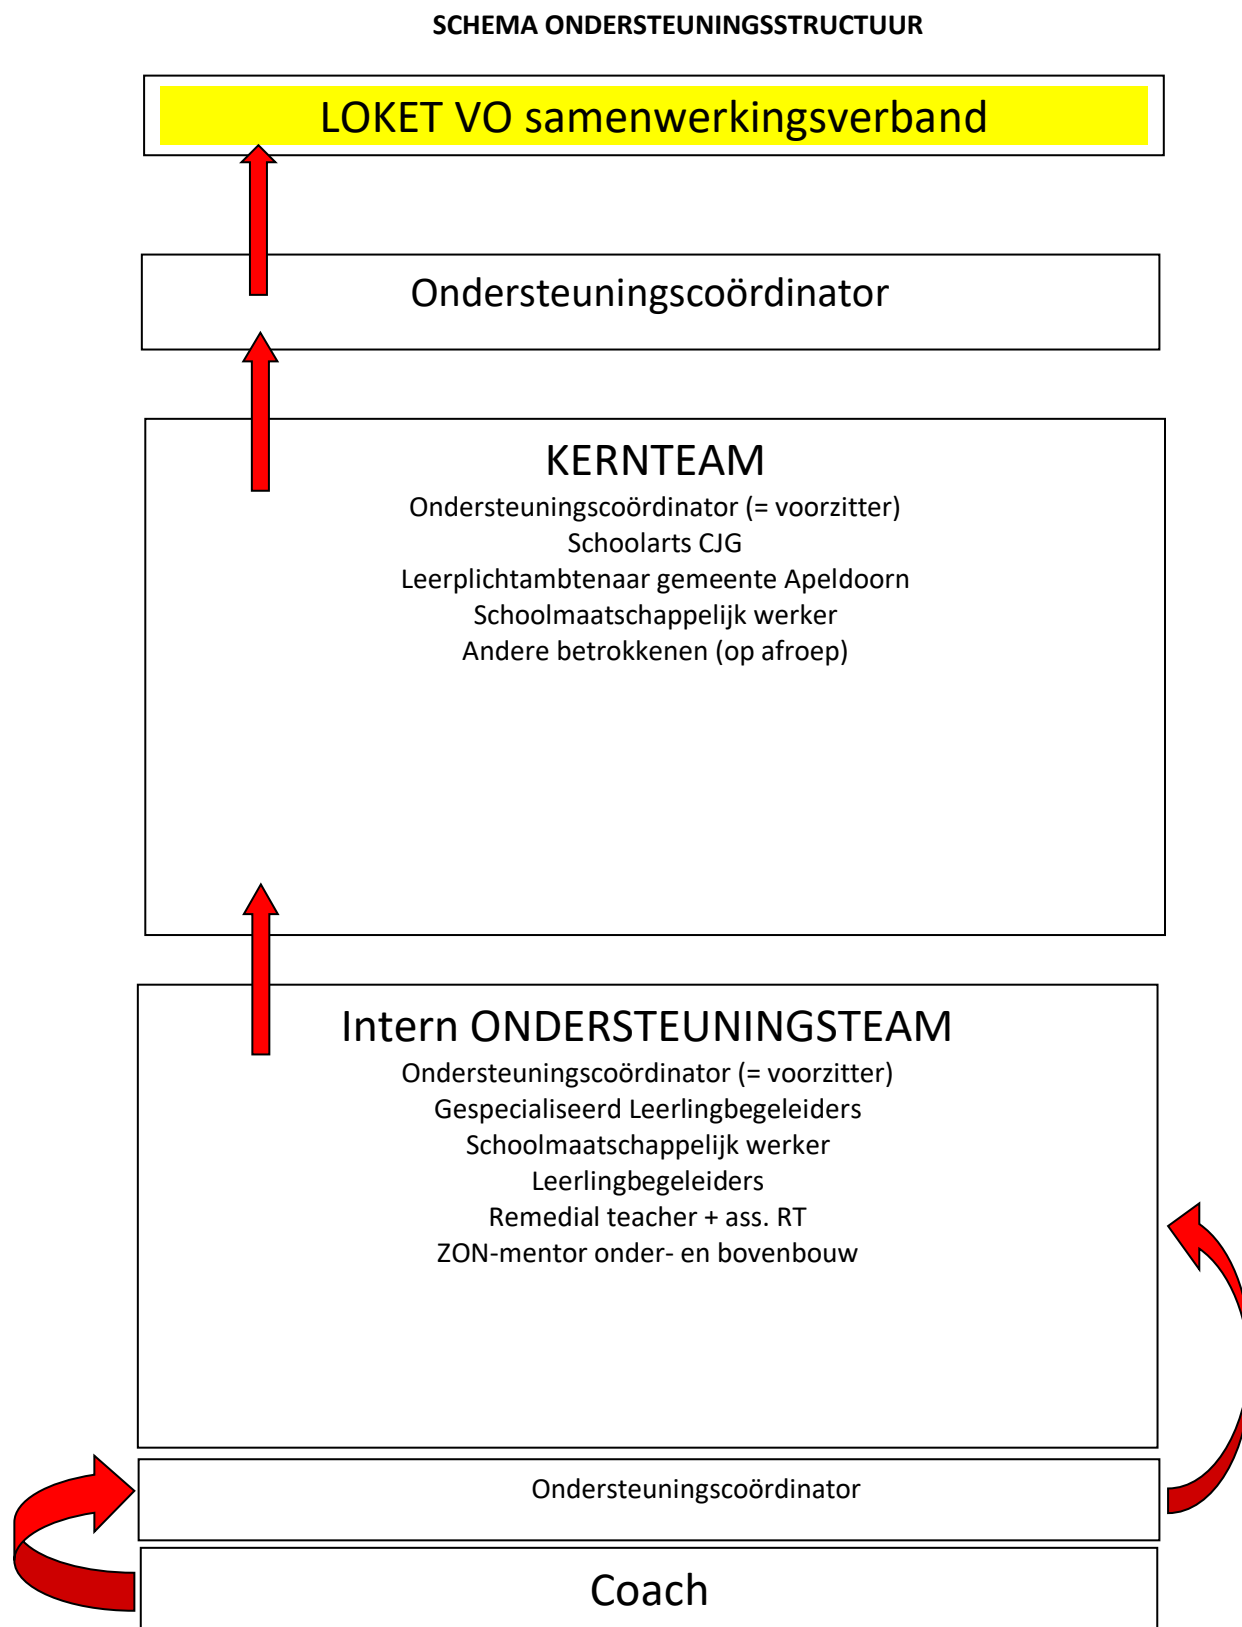 SCHEMA ONDERSTEUNINGSSTRUCTUUR
LOKET VO samenwerkingsverband
Ondersteuningscoördinator
KERNTEAM
Ondersteuningscoördinator (= voorzitter)
Schoolarts CJG
Leerplichtambtenaar gemeente Apeldoorn
Schoolmaatschappelijk werker
Andere betrokkenen (op afroep)
Intern ONDERSTEUNINGSTEAM
Ondersteuningscoördinator (= voorzitter)
Gespecialiseerd Leerlingbegeleiders
Schoolmaatschappelijk werker
Leerlingbegeleiders
Remedial teacher + ass. RT
ZON-mentor onder- en bovenbouw
Ondersteuningscoördinator
Coach